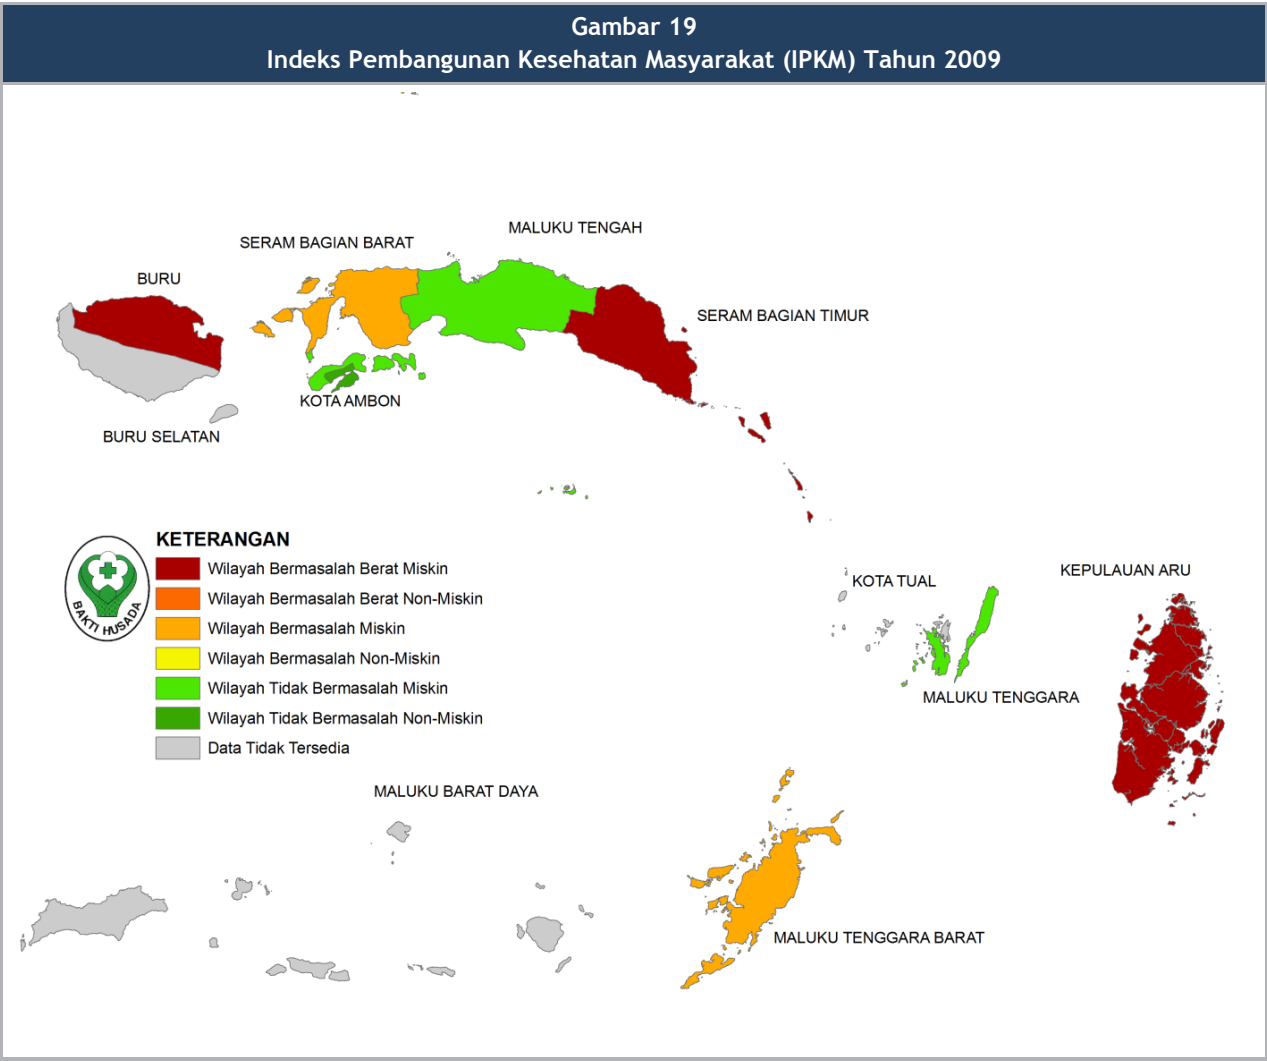 Gambar 19
Indeks Pembangunan Kesehatan Masyarakat (IPKM) Tahun 2009
MALUKU TENGAH
SERAM BAGIAN BARAT
BURU
SERAM BAGIAN TIMUR
KOTA AMBON
BURU SELATAN
KETERANGAN
Wilayah Bermasalah Berat Miskin
Wilayah Bermasalah Berat Non-Miskin
Wilayah Bermasalah Miskin
Wilayah Bermasalah Non-Miskin
Wilayah Tidak Bermasalah Miskin
Wilayah Tidak Bermasalah Non-Miskin
Data Tidak Tersedia
BAKTI HUSADA
KEPULAUAN ARU
KOTA TUAL
MALUKU TENGGARA
MALUKU BARAT DAYA
MALUKU TENGGARA BARAT